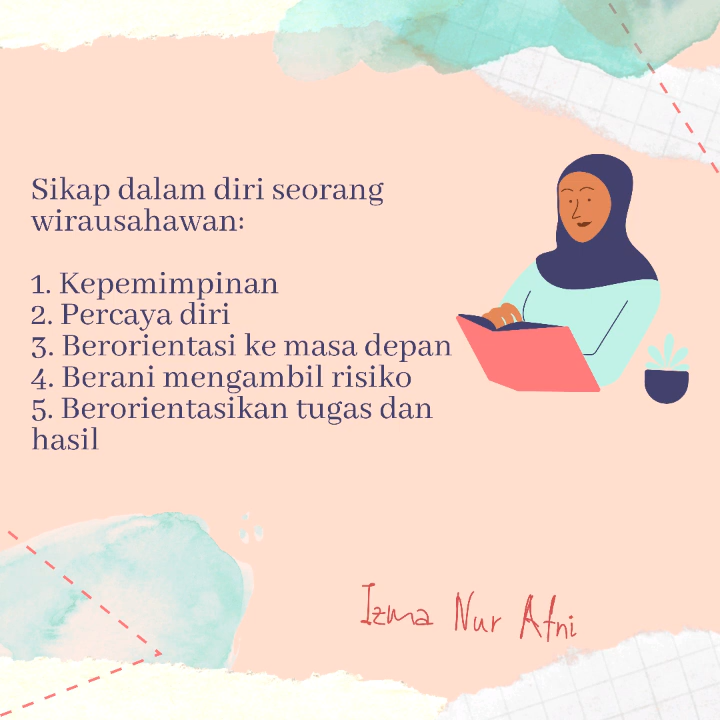 Sikap dalam diri seorang
wirausahawan:
1. Kepemimpinan
2. Percaya diri
3. Berorientasi ke masa depan
4. Berani mengambil risiko
5. Berorientasikan tugas dan
hasil
Izma Nur Afni